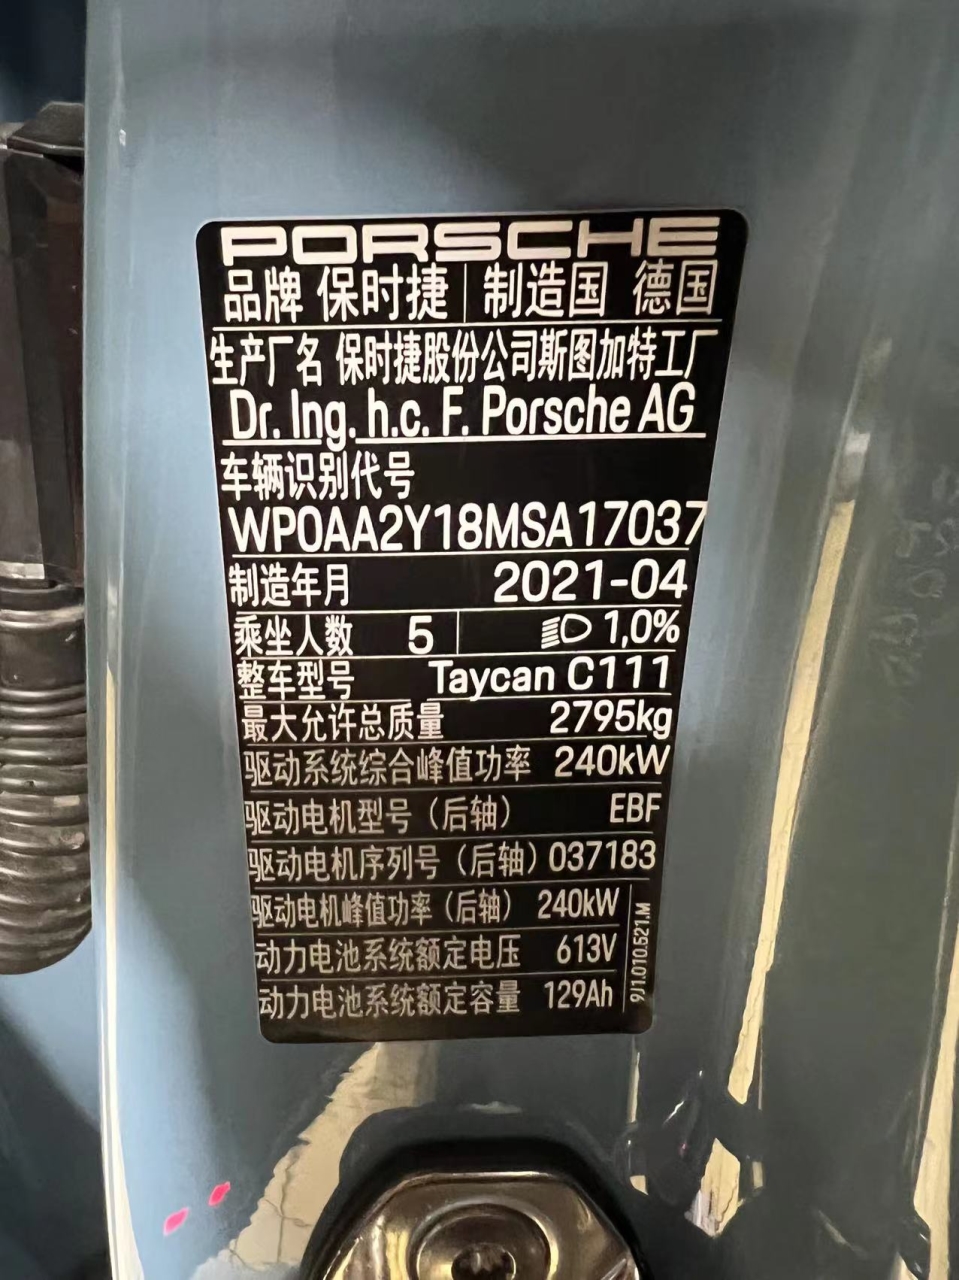 PORSCHE
品牌 保时捷 制造国 德国
生产厂名 保时捷股份公司斯图加特工厂
Dr. Ing. h.c. F. Porsche AG
车辆识别代号
WP0AA2Y18MSA17037
制造年月 2021-04
乘坐人数 5 1,0%
整车型号 Taycan C111
最大允许总质量 2795kg
驱动系统综合峰值功率 240kW
驱动电机型号（后轴） EBF
驱动电机序列号（后轴） 037183
驱动电机峰值功率（后轴） 240kW
动力电池系统额定电压 613V
动力电池系统额定容量 129Ah
9J1.010.521.M